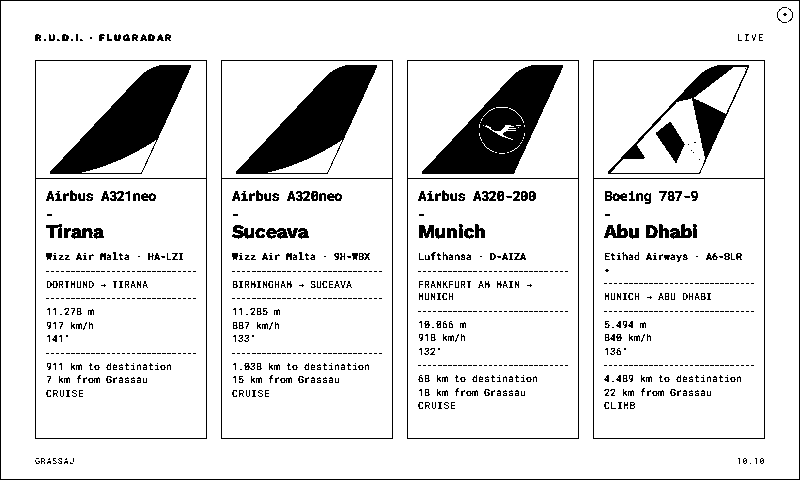 R.U.D.I. · FLUGRADAR
LIVE
Airbus A321neo
-
Tirana
Wizz Air Malta · HA-LZI
DORTMUND → TIRANA
11.278 m
917 km/h
141°
911 km to destination
7 km from Grassau
CRUISE
Airbus A320neo
-
Suceava
Wizz Air Malta · 9H-WBX
BIRMINGHAM → SUCEAVA
11.285 m
887 km/h
133°
1.038 km to destination
15 km from Grassau
CRUISE
Airbus A320-200
-
Munich
Lufthansa · D-AIZA
FRANKFURT AM MAIN →
MUNICH
10.066 m
918 km/h
132°
68 km to destination
18 km from Grassau
CRUISE
Boeing 787-9
-
Abu Dhabi
Etihad Airways · A6-BLR
•
MUNICH → ABU DHABI
5.494 m
840 km/h
136°
4.489 km to destination
22 km from Grassau
CLIMB
GRASSAU
10.10